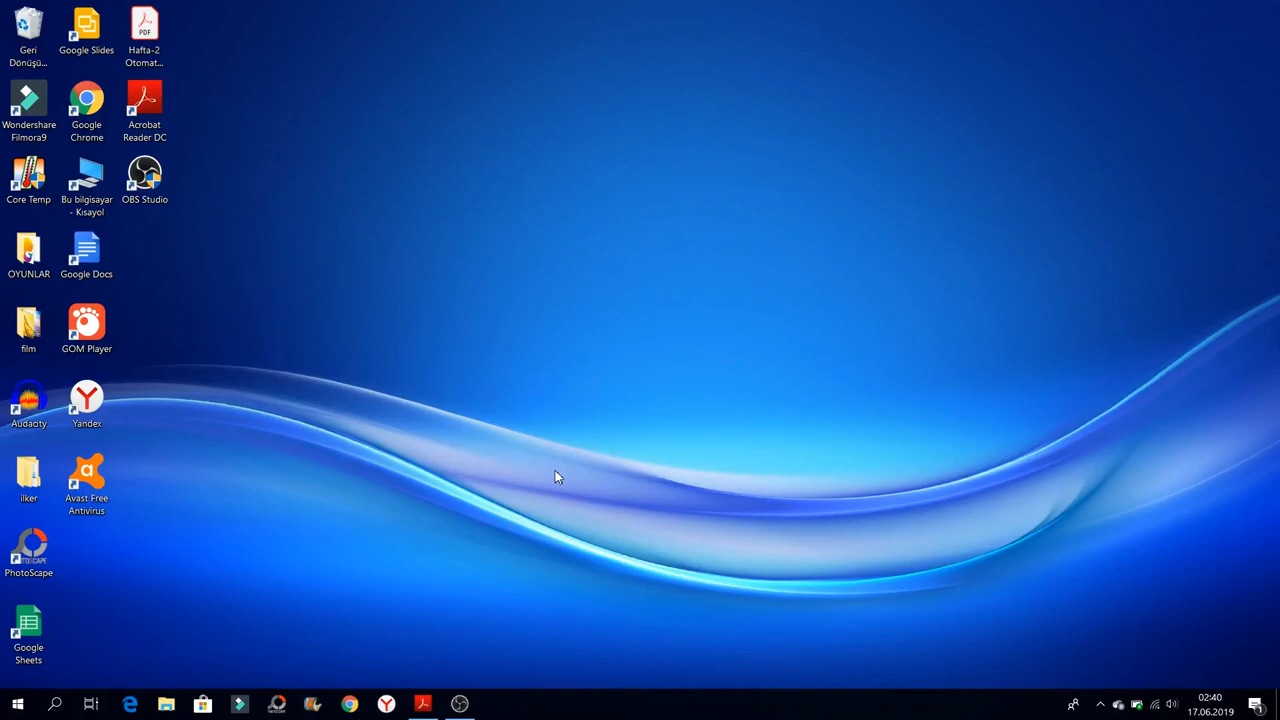 Geri
Dönüşü...
Google Slides
Hafta-2
Otomat...
Wondershare
Filmora9
Google
Chrome
Acrobat
Reader DC
Core Temp
Bu bilgisayar
- Kısayol
OBS Studio
OYUNLAR
Google Docs
film
GOM Player
Audacity
Yandex
ilker
Avast Free
Antivirus
PhotoScape
Google
Sheets
PDF
02:40
17.06.2019
1